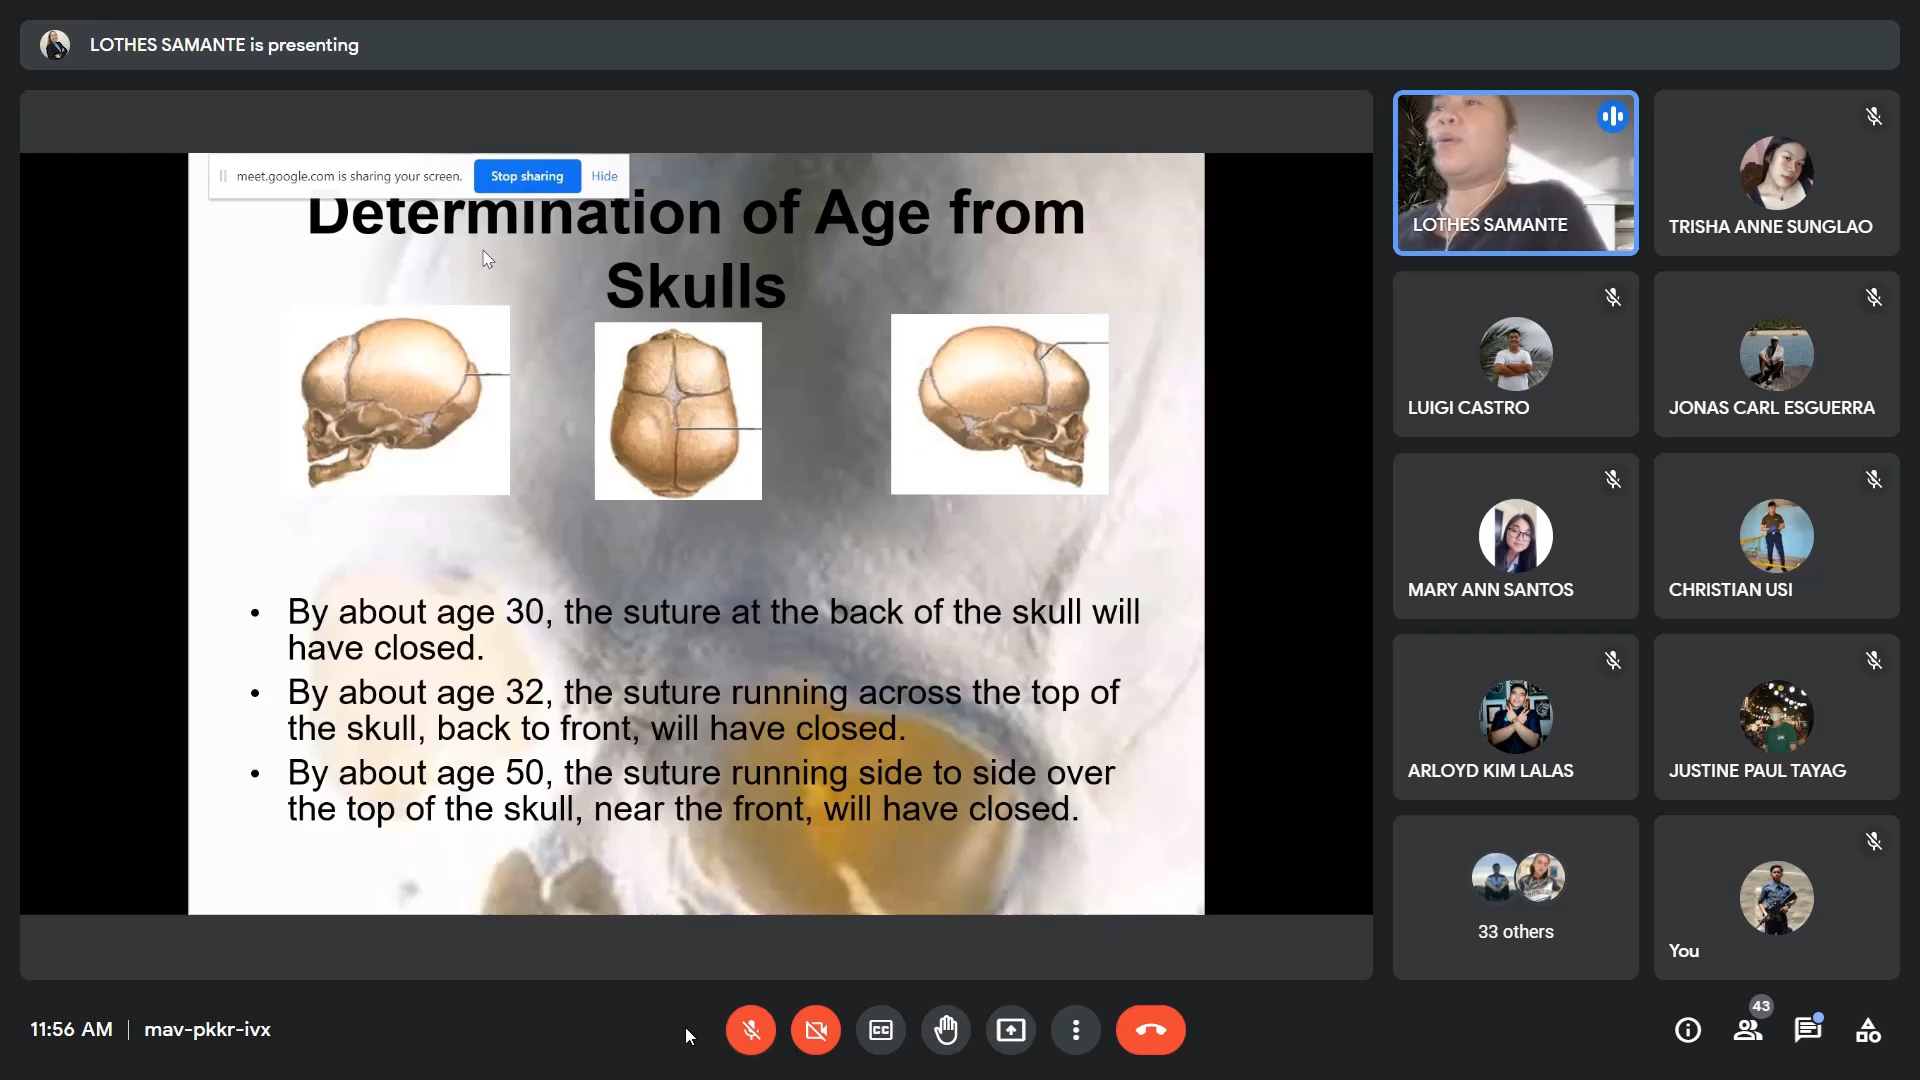 LOTHES SAMANTE is presenting
meet.google.com is sharing your screen.
Stop sharing
Hide
Determination of Age from
Skulls
• By about age 30, the suture at the back of the skull will
have closed.
• By about age 32, the suture running across the top of
the skull, back to front, will have closed.
• By about age 50, the suture running side to side over
the top of the skull, near the front, will have closed.
LOTHES SAMANTE
TRISHA ANNE SUNGLAO
LUIGI CASTRO
JONAS CARL ESGUERRA
MARY ANN SANTOS
CHRISTIAN USI
ARLOYD KIM LALAS
JUSTINE PAUL TAYAG
33 others
You
11:56 AM
mav-pkkr-ivx
CC
43